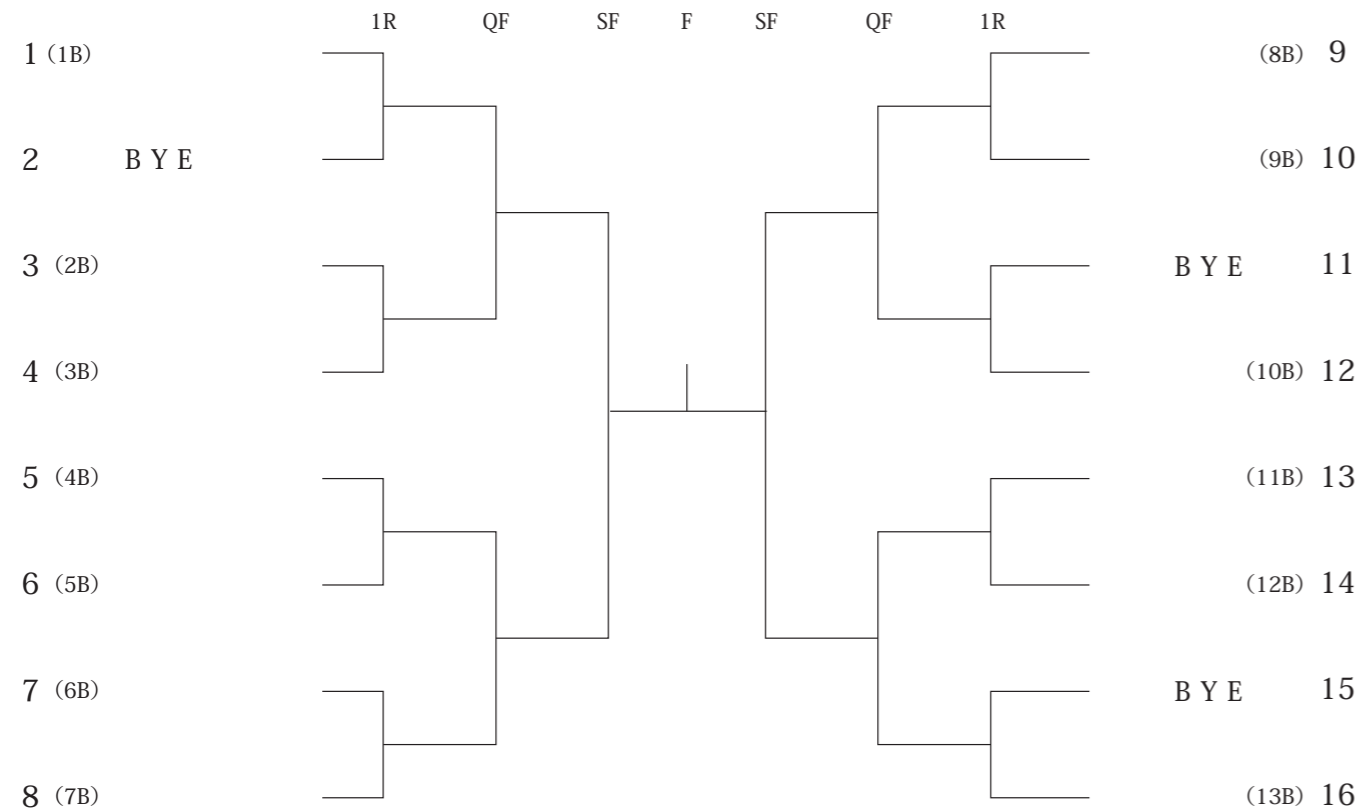 1R QF SF F SF QF 1R
1 (1B) (8B) 9
2 BYE (9B) 10
3 (2B) BYE 11
4 (3B) (10B) 12
5 (4B) (11B) 13
6 (5B) (12B) 14
7 (6B) BYE 15
8 (7B) (13B) 16